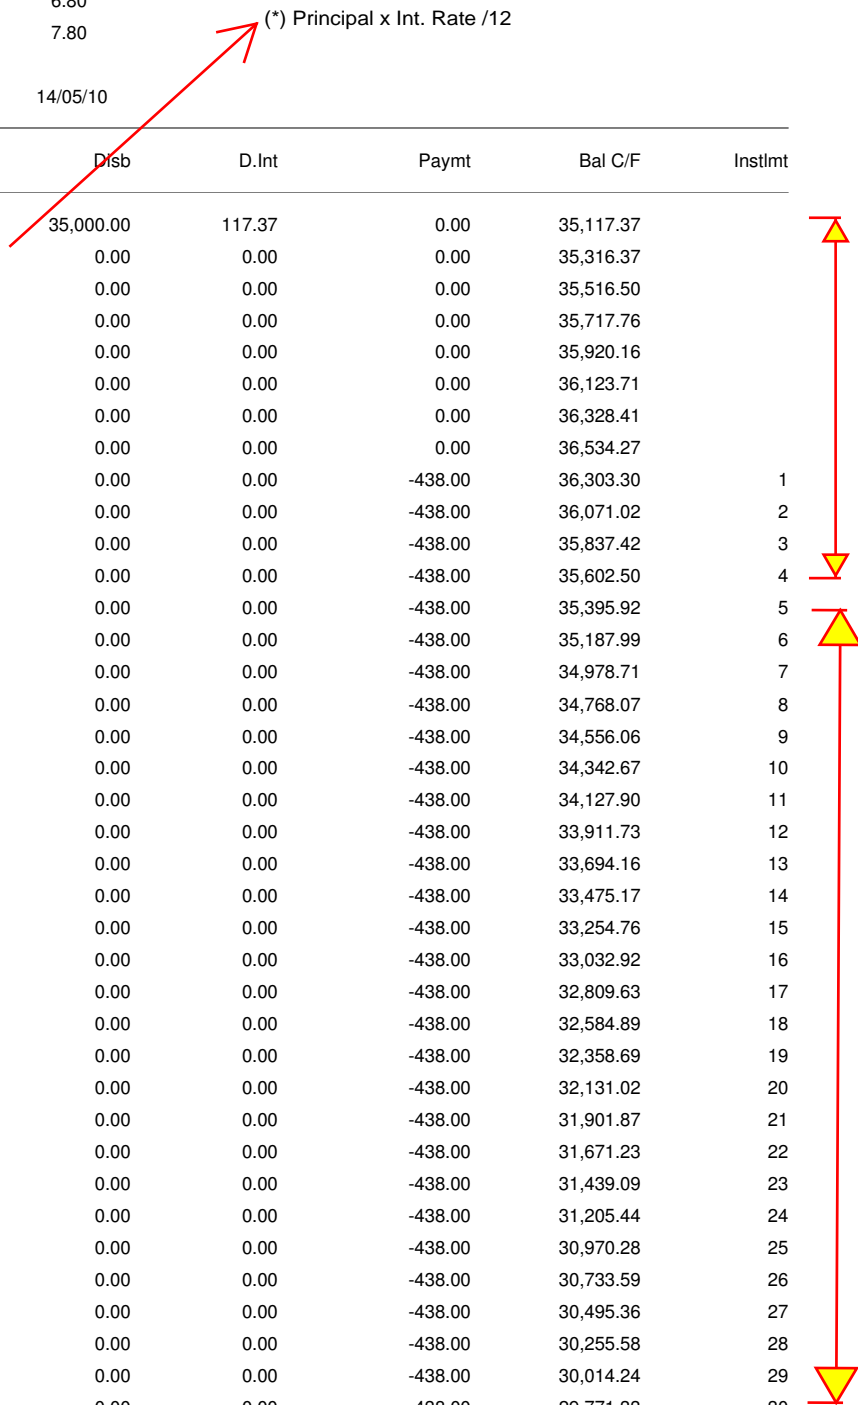 6.80
(*) Principal x Int. Rate /12
7.80
14/05/10
Disb D.Int Paymt Bal C/F Instlmt
35,000.00 117.37 0.00 35,117.37
0.00 0.00 0.00 35,316.37
0.00 0.00 0.00 35,516.50
0.00 0.00 0.00 35,717.76
0.00 0.00 0.00 35,920.16
0.00 0.00 0.00 36,123.71
0.00 0.00 0.00 36,328.41
0.00 0.00 0.00 36,534.27
0.00 0.00 -438.00 36,303.30 1
0.00 0.00 -438.00 36,071.02 2
0.00 0.00 -438.00 35,837.42 3
0.00 0.00 -438.00 35,602.50 4
0.00 0.00 -438.00 35,395.92 5
0.00 0.00 -438.00 35,187.99 6
0.00 0.00 -438.00 34,978.71 7
0.00 0.00 -438.00 34,768.07 8
0.00 0.00 -438.00 34,556.06 9
0.00 0.00 -438.00 34,342.67 10
0.00 0.00 -438.00 34,127.90 11
0.00 0.00 -438.00 33,911.73 12
0.00 0.00 -438.00 33,694.16 13
0.00 0.00 -438.00 33,475.17 14
0.00 0.00 -438.00 33,254.76 15
0.00 0.00 -438.00 33,032.92 16
0.00 0.00 -438.00 32,809.63 17
0.00 0.00 -438.00 32,584.89 18
0.00 0.00 -438.00 32,358.69 19
0.00 0.00 -438.00 32,131.02 20
0.00 0.00 -438.00 31,901.87 21
0.00 0.00 -438.00 31,671.23 22
0.00 0.00 -438.00 31,439.09 23
0.00 0.00 -438.00 31,205.44 24
0.00 0.00 -438.00 30,970.28 25
0.00 0.00 -438.00 30,733.59 26
0.00 0.00 -438.00 30,495.36 27
0.00 0.00 -438.00 30,255.58 28
0.00 0.00 -438.00 30,014.24 29